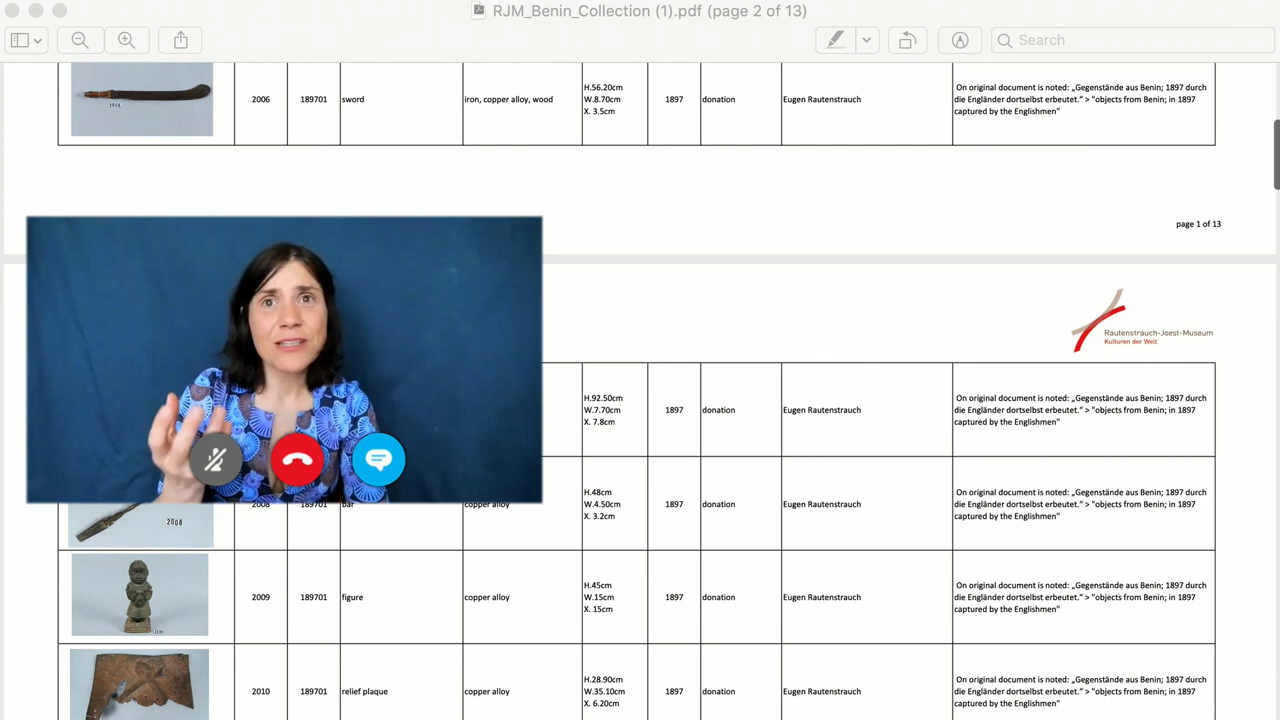 RJM_Benin_Collection (1).pdf (page 2 of 13)
Search
2006
189701
sword
iron, copper alloy, wood
H.56.20cm
W.8.70cm
X. 3.5cm
1897
donation
Eugen Rautenstrauch
On original document is noted: „Gegenstände aus Benin; 1897 durch
die Engländer dortselbst erbeutet.“ > "objects from Benin; in 1897
captured by the Englishmen"
page 1 of 13
Rautenstrauch-Joest-Museum
Kulturen der Welt
H.92.50cm
W.7.70cm
X. 7.8cm
1897
donation
Eugen Rautenstrauch
On original document is noted: „Gegenstände aus Benin; 1897 durch
die Engländer dortselbst erbeutet.“ > "objects from Benin; in 1897
captured by the Englishmen"
2008
2008
189701
bar
copper alloy
H.48cm
W.4.50cm
X. 3.2cm
1897
donation
Eugen Rautenstrauch
On original document is noted: „Gegenstände aus Benin; 1897 durch
die Engländer dortselbst erbeutet.“ > "objects from Benin; in 1897
captured by the Englishmen"
2009
189701
figure
copper alloy
H.45cm
W.15cm
X. 15cm
1897
donation
Eugen Rautenstrauch
On original document is noted: „Gegenstände aus Benin; 1897 durch
die Engländer dortselbst erbeutet.“ > "objects from Benin; in 1897
captured by the Englishmen"
2010
189701
relief plaque
copper alloy
H.28.90cm
W.35.10cm
X. 6.20cm
1897
donation
Eugen Rautenstrauch
On original document is noted: „Gegenstände aus Benin; 1897 durch
die Engländer dortselbst erbeutet.“ > "objects from Benin; in 1897
captured by the Englishmen"